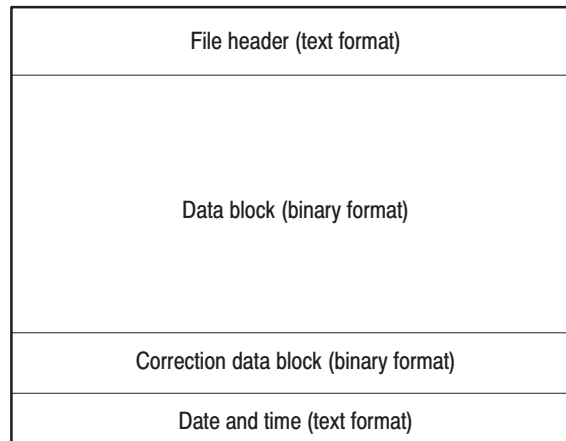 File header (text format)
Data block (binary format)
Correction data block (binary format)
Date and time (text format)